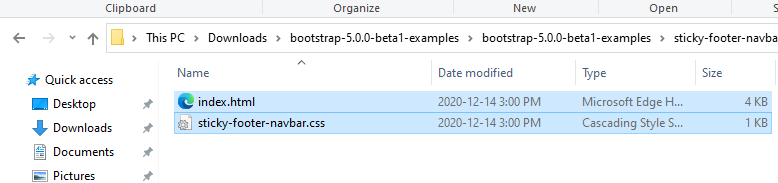 Clipboard Organize New Open
This PC Downloads bootstrap-5.0.0-beta1-examples bootstrap-5.0.0-beta1-examples sticky-footer-navba
Quick access
Desktop
Downloads
Documents
Pictures
Name Date modified Type Size
index.html 2020-12-14 3:00 PM Microsoft Edge H... 4 KB
sticky-footer-navbar.css 2020-12-14 3:00 PM Cascading Style S... 1 KB